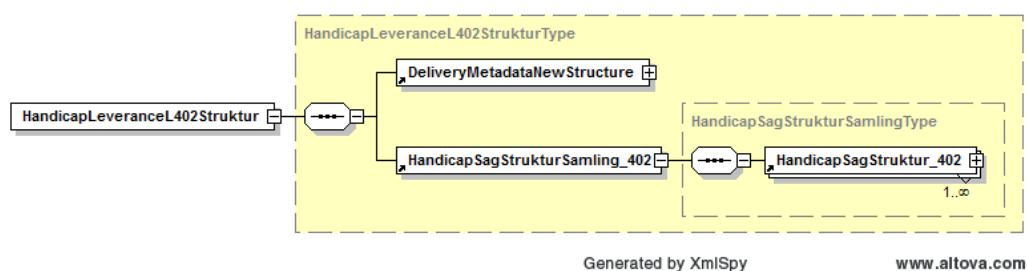 HandicapLeveranceL402StrukturType
DeliveryMetadataNewStructure
HandicapLeveranceL402Struktur
HandicapSagStrukturSamlingType
HandicapSagStrukturSamling_402
HandicapSagStruktur_402
1..∞
Generated by XmlSpy www.altova.com